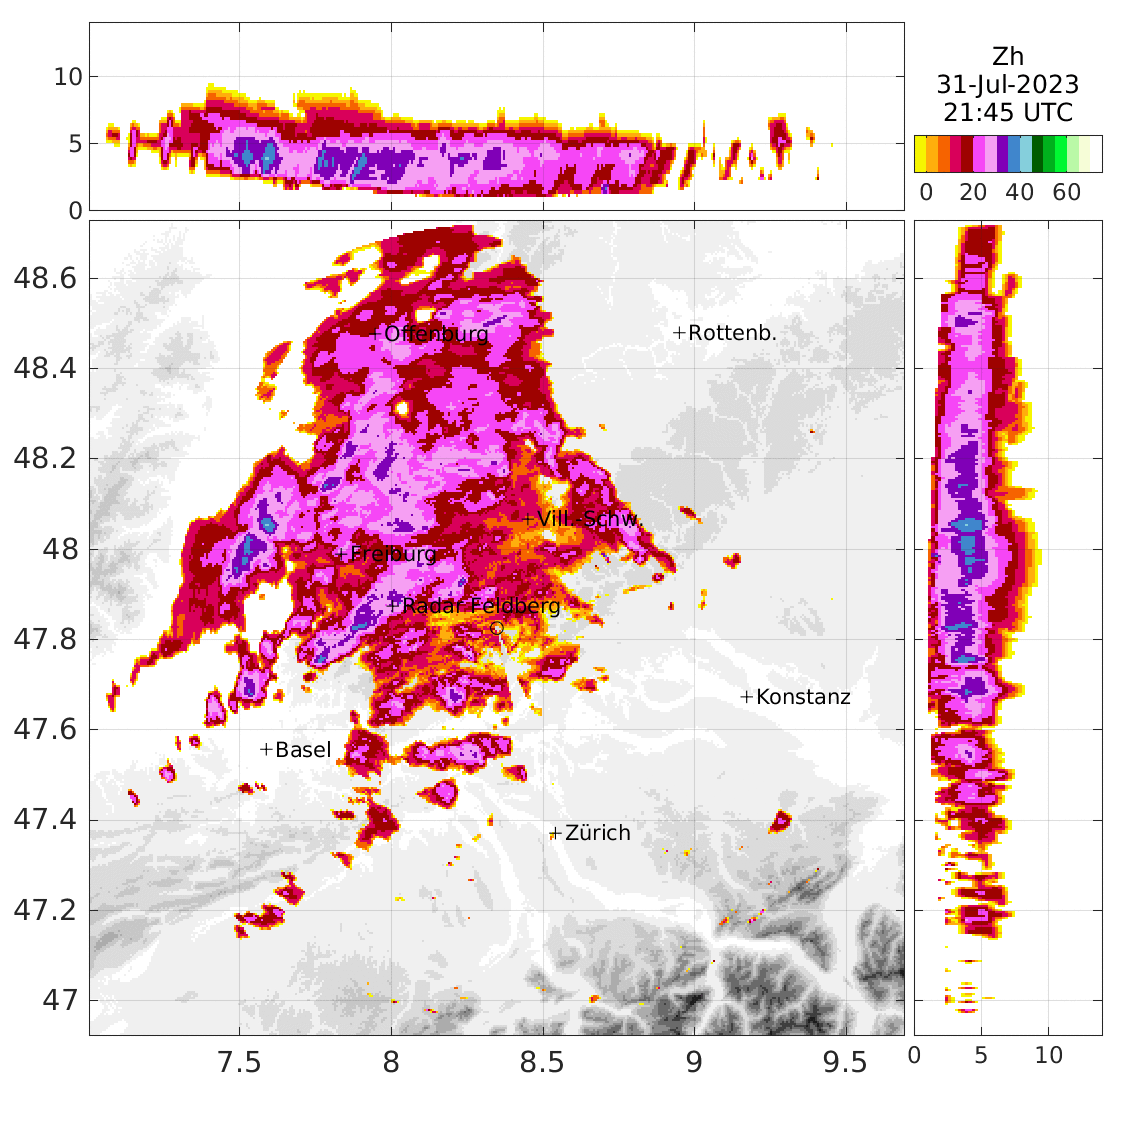 10
5
0
Zh
31-Jul-2023
21:45 UTC
0 20 40 60
48.6
48.4
48.2
48
47.8
47.6
47.4
47.2
47
+Offenburg
+Rottenb.
+Vill.-Schw.
+Freiburg
+Radar Feldberg
+Konstanz
+Basel
+Zürich
7.5 8 8.5 9 9.5
0 5 10